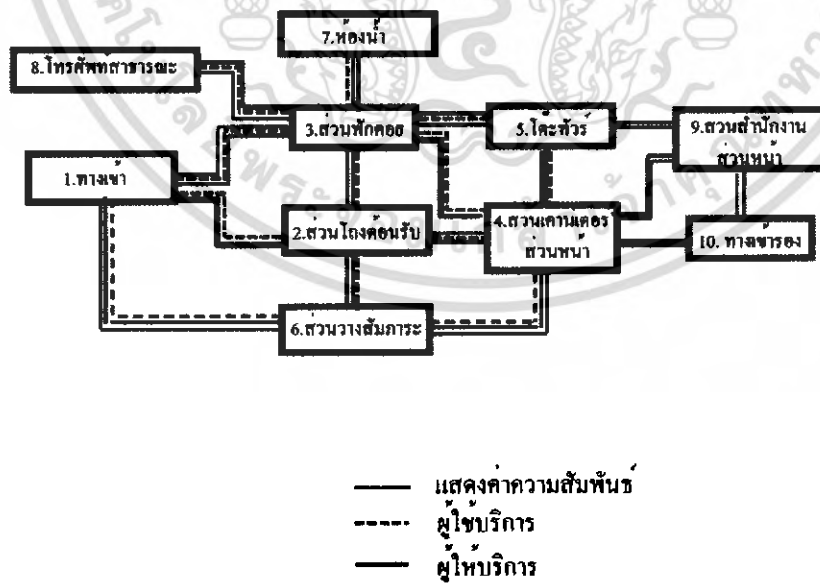 7.ห้องน้ำ
8.โทรศัพท์สาธารณะ
3.ส่วนพักคอย
5.โต๊ะทัวร์
9.ส่วนสำนักงาน
ส่วนหน้า
1.ทางเข้า
2.ส่วนโถงต้อนรับ
4.ส่วนเคานเตอร์
ส่วนหน้า
10. ทางเข้ารอง
6.ส่วนวางสัมภาระ
แสดงค่าความสัมพันธ์
ผู้ใช้บริการ
ผู้ให้บริการ